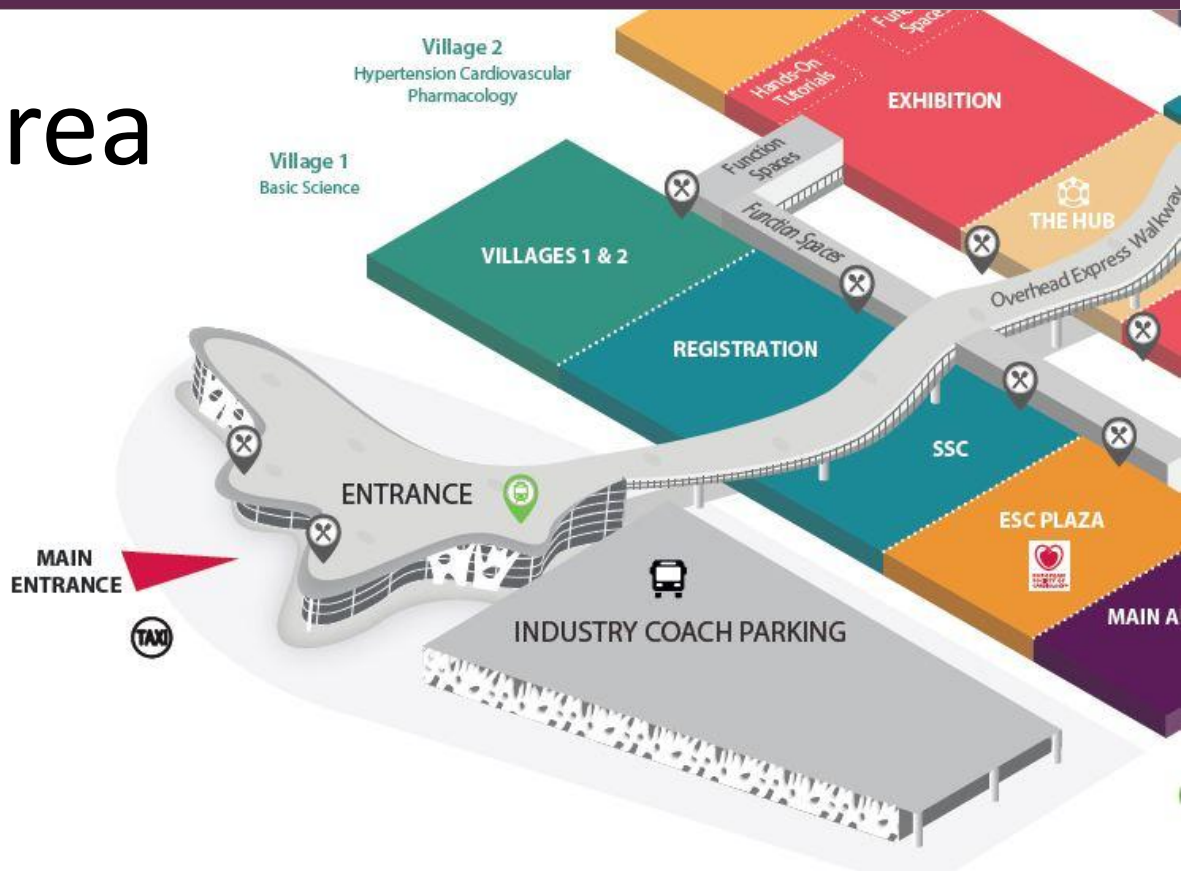 rea
Village 2
Hypertension Cardiovascular
Pharmacology
Village 1
Basic Science
Hands-On
Tutorials
EXHIBITION
Function
Spaces
Function Spaces
THE HUB
Overhead Express Walkway
VILLAGES 1 & 2
REGISTRATION
SSC
ENTRANCE
ESC PLAZA
MAIN
ENTRANCE
TAXI
INDUSTRY COACH PARKING
MAIN A